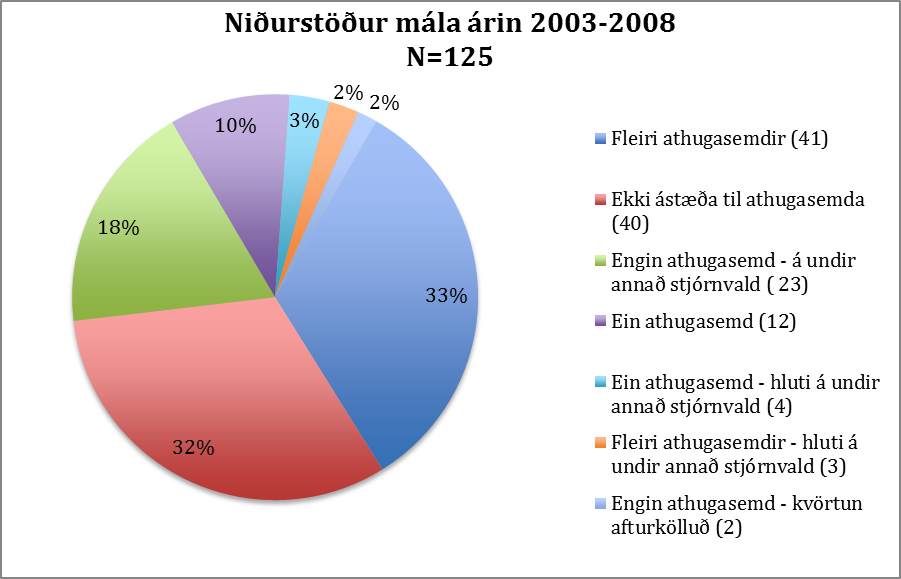 Niðurstöður mála árin 2003-2008
N=125
2%
2%
3%
10%
18%
33%
32%
Fleiri athugasemdir (41)
Ekki ástæða til athugasemda
(40)
Engin athugasemd - á undir
annað stjórnvald ( 23)
Ein athugasemd (12)
Ein athugasemd - hluti á undir
annað stjórnvald (4)
Fleiri athugasemdir - hluti á
undir annað stjórnvald (3)
Engin athugasemd - kvörtun
afturkölluð (2)